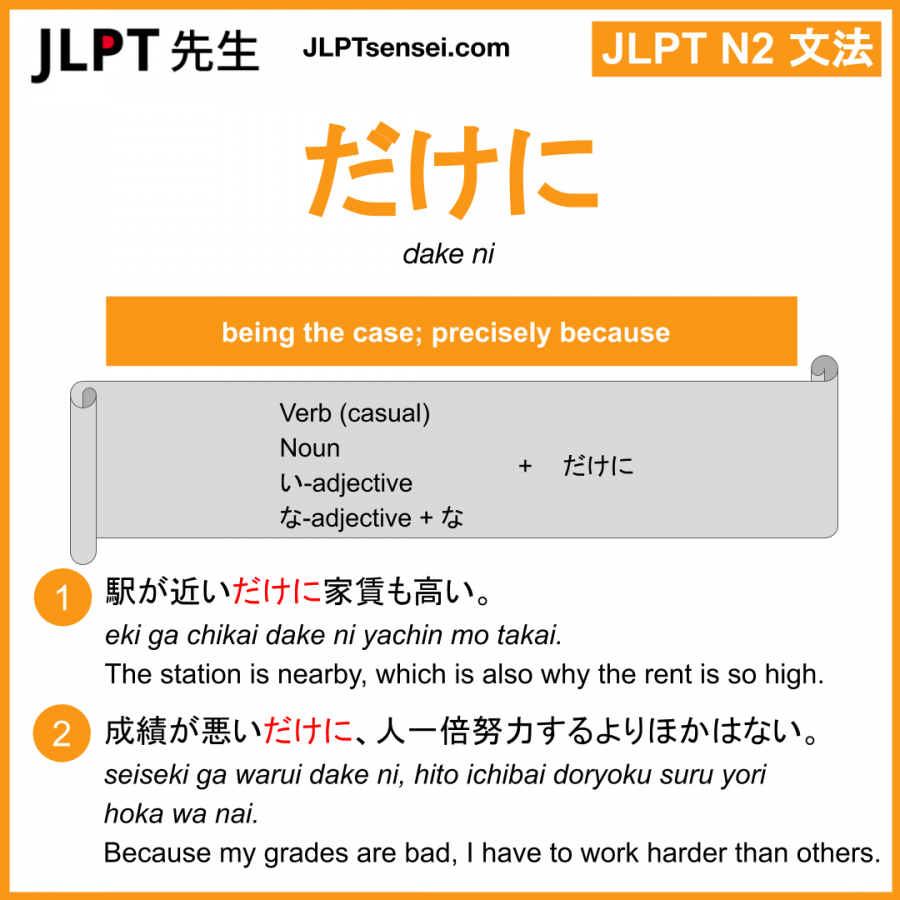 JLPT 先生
JLPTsensei.com
JLPT N2 文法
だけに
dake ni
being the case; precisely because
Verb (casual)
Noun
い-adjective
な-adjective + な
+ だけに
1 駅が近いだけに家賃も高い。
eki ga chikai dake ni yachin mo takai.
The station is nearby, which is also why the rent is so high.
2 成績が悪いだけに、人一倍努力するよりほかはない。
seiseki ga warui dake ni, hito ichibai doryoku suru yori
hoka wa nai.
Because my grades are bad, I have to work harder than others.